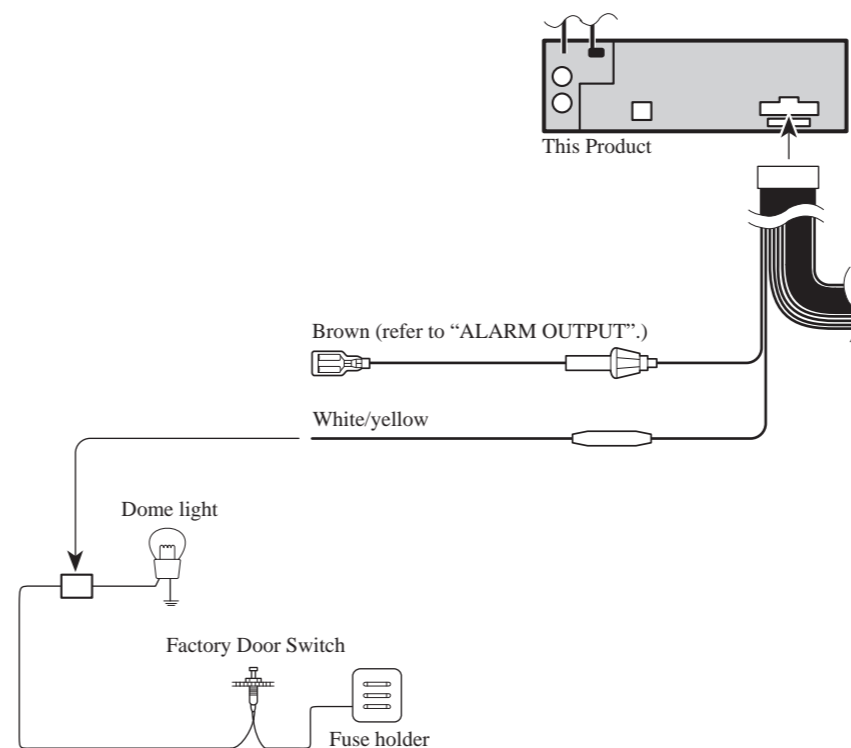 This Product
Brown (refer to “ALARM OUTPUT”.)
White/yellow
Dome light
Factory Door Switch
Fuse holder